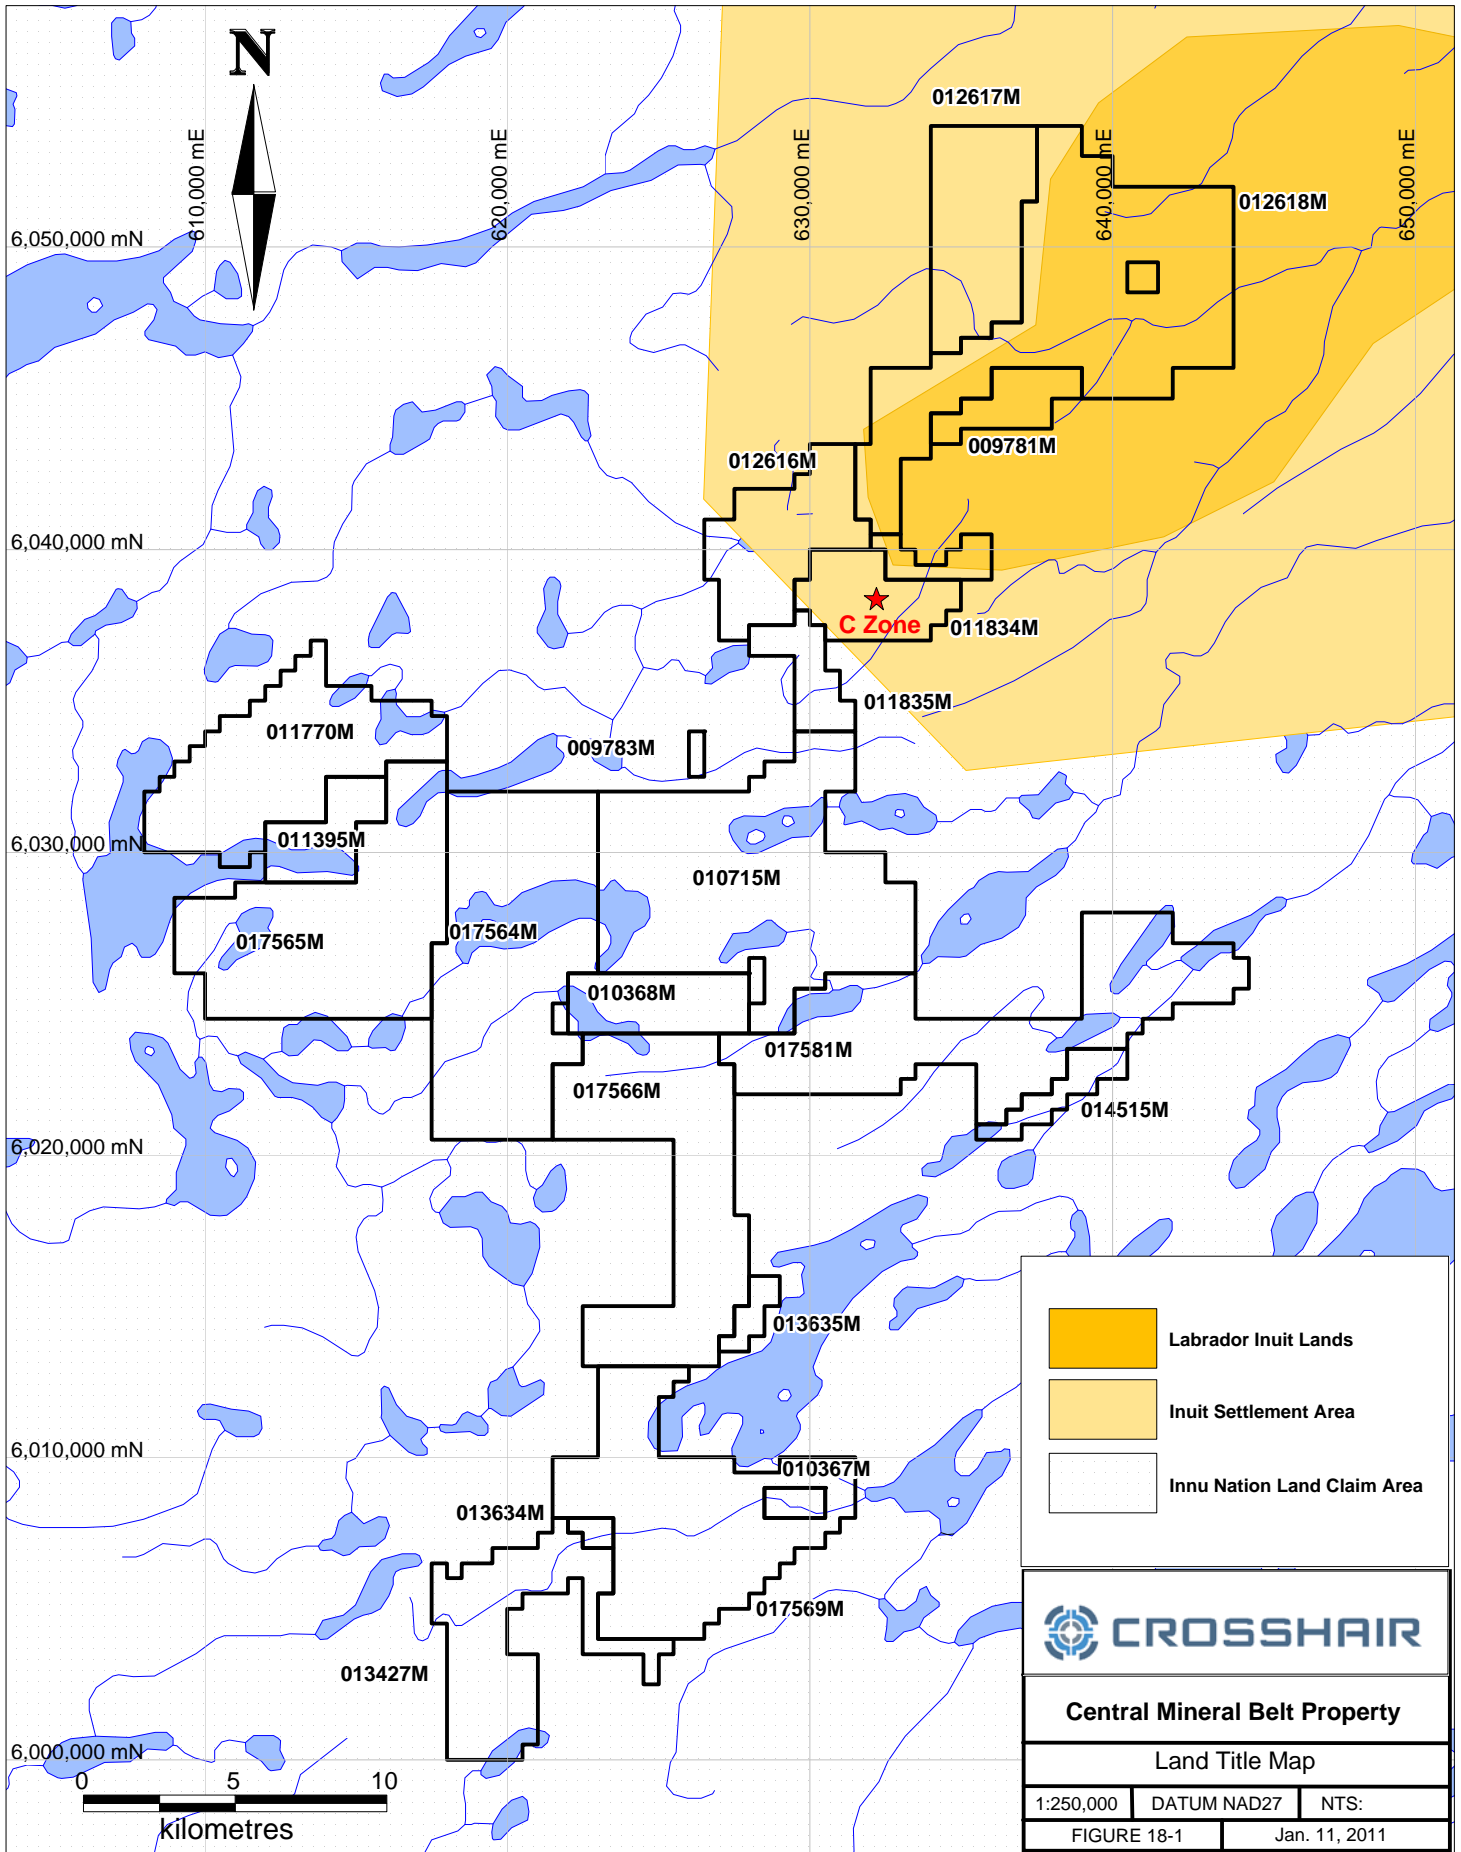 N
610,000 mE
620,000 mE
630,000 mE
640,000 mE
650,000 mE
012617M
012618M
6,050,000 mN
009781M
012616M
6,040,000 mN
C Zone
011834M
011835M
011770M
009783M
011395M
6,030,000 mN
010715M
017564M
017565M
010368M
017581M
017566M
014515M
6,020,000 mN
013635M
6,010,000 mN
010367M
013634M
017569M
013427M
6,000,000 mN
0 5 10
kilometres
Labrador Inuit Lands
Inuit Settlement Area
Innu Nation Land Claim Area
CROSSHAIR
Central Mineral Belt Property
Land Title Map
1:250,000 DATUM NAD27 NTS:
FIGURE 18-1 Jan. 11, 2011